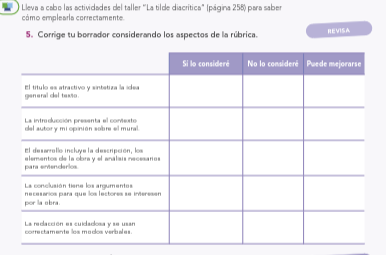 Lleva a cabo las actividades del taller "La tilde diacrítica" (página 258) para saber
cómo emplearla correctamente.
5. Corrige tu borrador considerando los aspectos de la rúbrica.
REVISA
Sí lo consideré No lo consideré Puede mejorarse
El título es atractivo y sintetiza la idea
general del texto.
La introducción presenta el contexto
del autor y mi opinión sobre el mural.
El desarrollo incluye la descripción, los
elementos de la obra y el análisis necesarios
para entenderlos.
La conclusión tiene los argumentos
necesarios para que los lectores se interesen
por la obra.
La redacción es cuidadosa y se usan
correctamente los modos verbales.